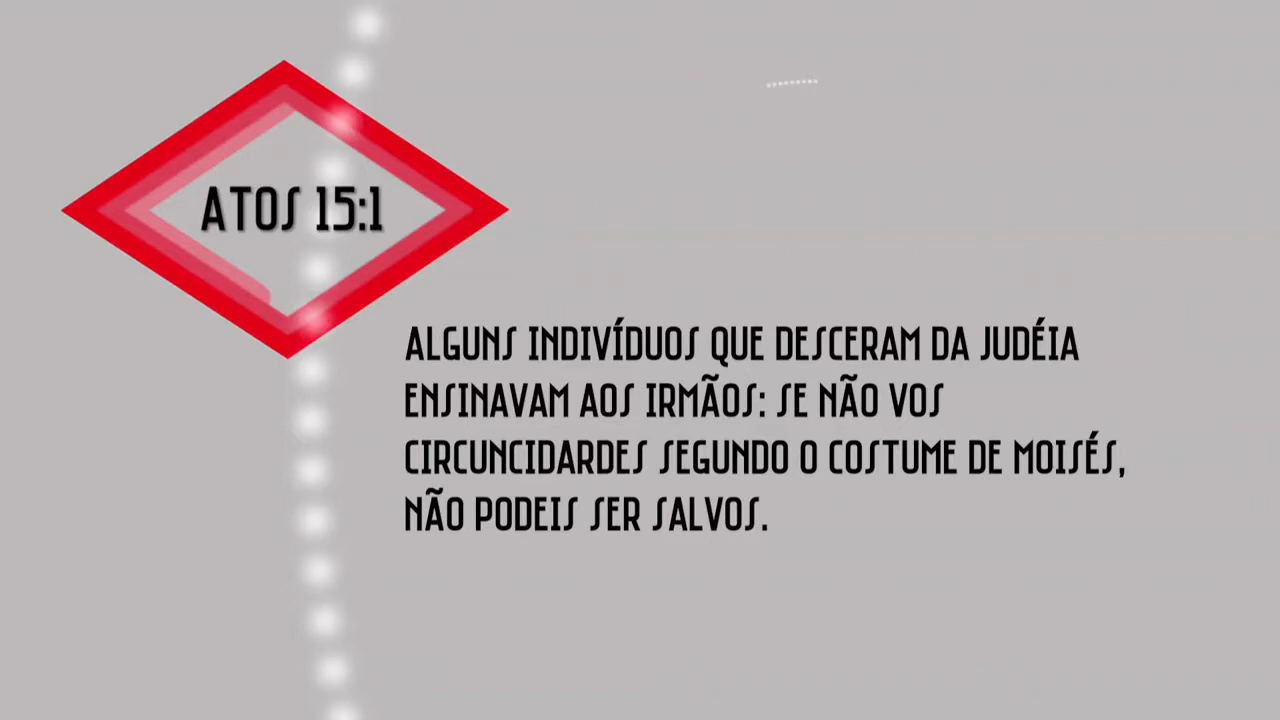 ATOS 15:1
ALGUNS INDIVÍDUOS QUE DESCERAM DA JUDÉIA
ENSINAVAM AOS IRMÃOS: SE NÃO VOS
CIRCUNCIDARDES SEGUNDO O COSTUME DE MOISÉS,
NÃO PODEIS SER SALVOS.